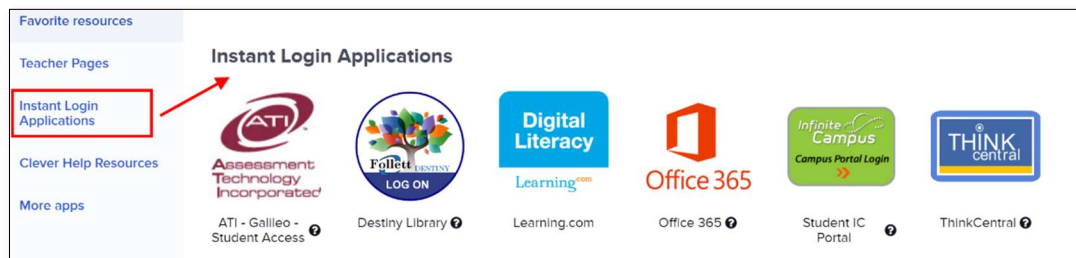 Favorite resources
Teacher Pages
Instant Login
Applications
Clever Help Resources
More apps
Instant Login Applications
ATI
Assessment
Technology
Incorporated
ATI - Galileo -
Student Access ?
Follett DESTINY
LOG ON
Destiny Library ?
Digital
Literacy
Learning.com
Learning.com
Office 365
Office 365 ?
Infinite
Campus
Campus Portal Login
»
Student IC
Portal ?
THINK
central
ThinkCentral ?